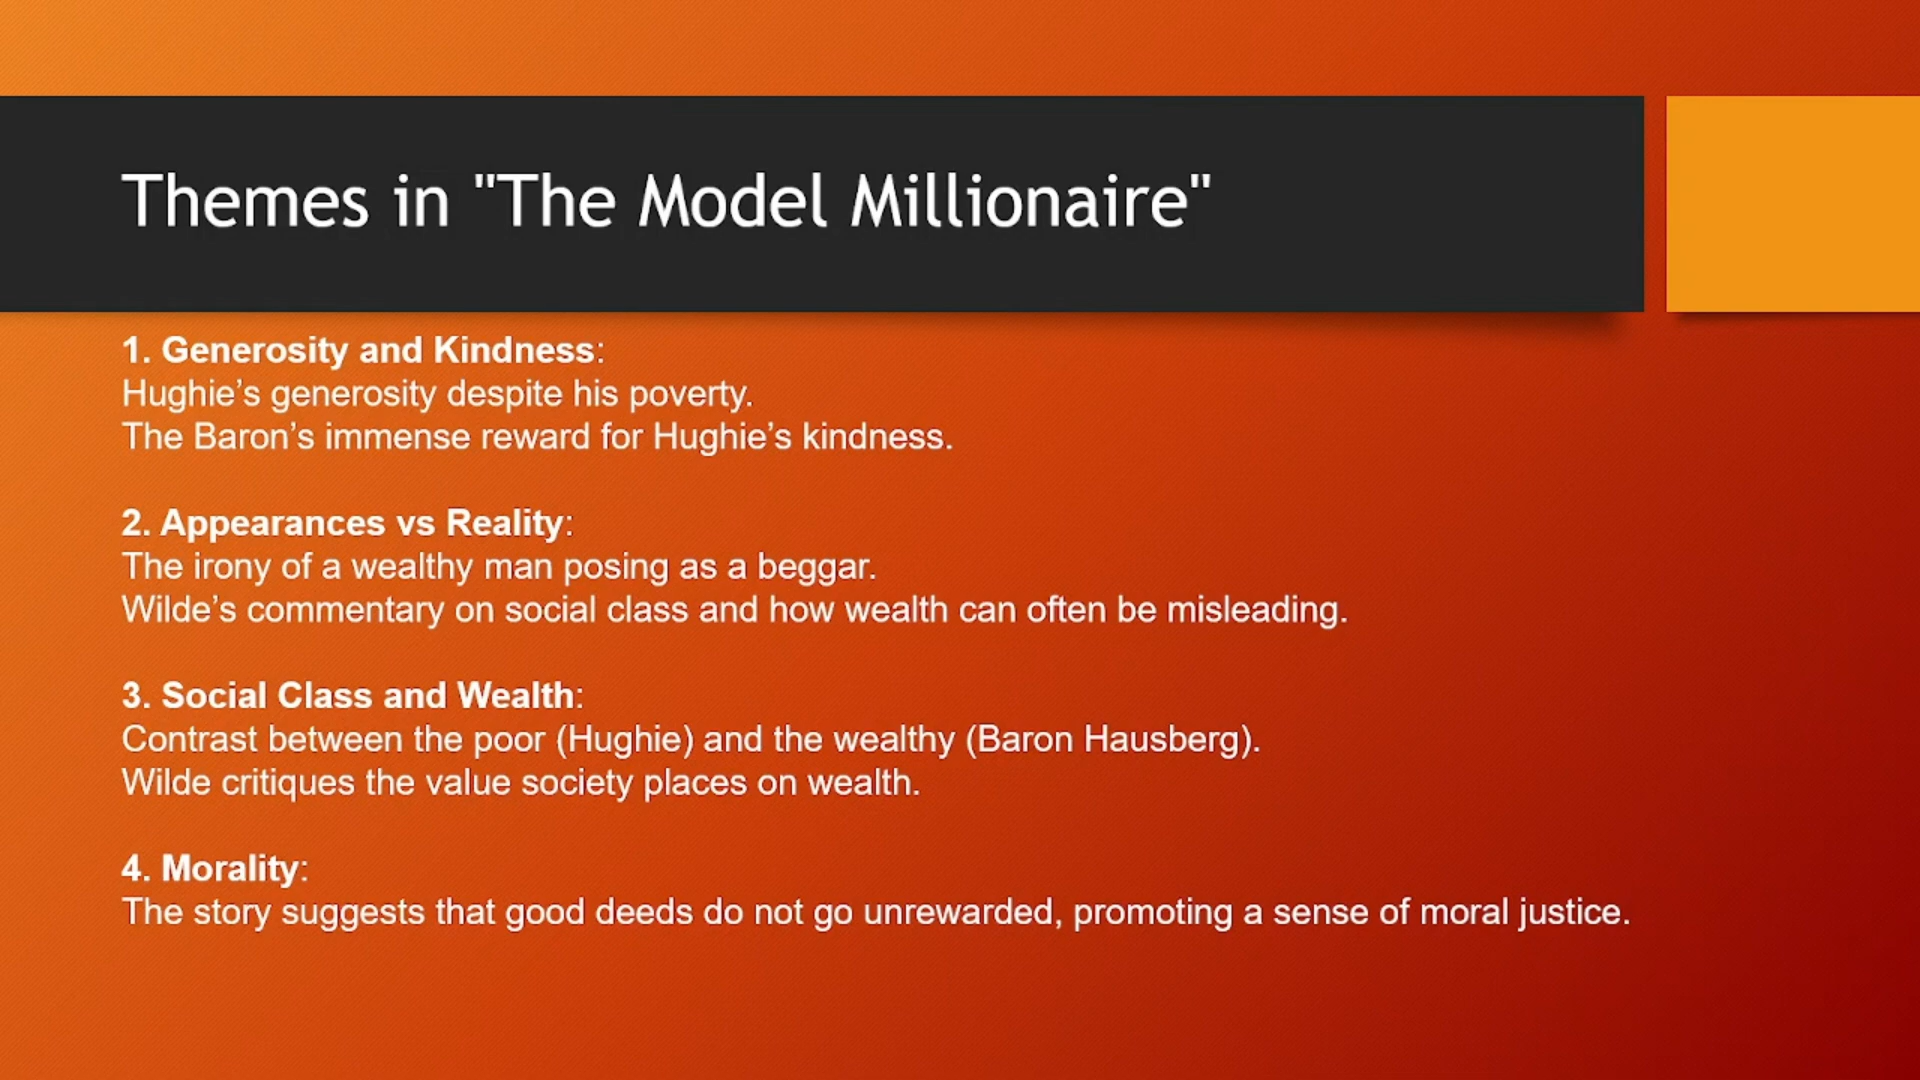 Themes in "The Model Millionaire"
1. Generosity and Kindness:
Hughie’s generosity despite his poverty.
The Baron’s immense reward for Hughie’s kindness.
2. Appearances vs Reality:
The irony of a wealthy man posing as a beggar.
Wilde’s commentary on social class and how wealth can often be misleading.
3. Social Class and Wealth:
Contrast between the poor (Hughie) and the wealthy (Baron Hausberg).
Wilde critiques the value society places on wealth.
4. Morality:
The story suggests that good deeds do not go unrewarded, promoting a sense of moral justice.